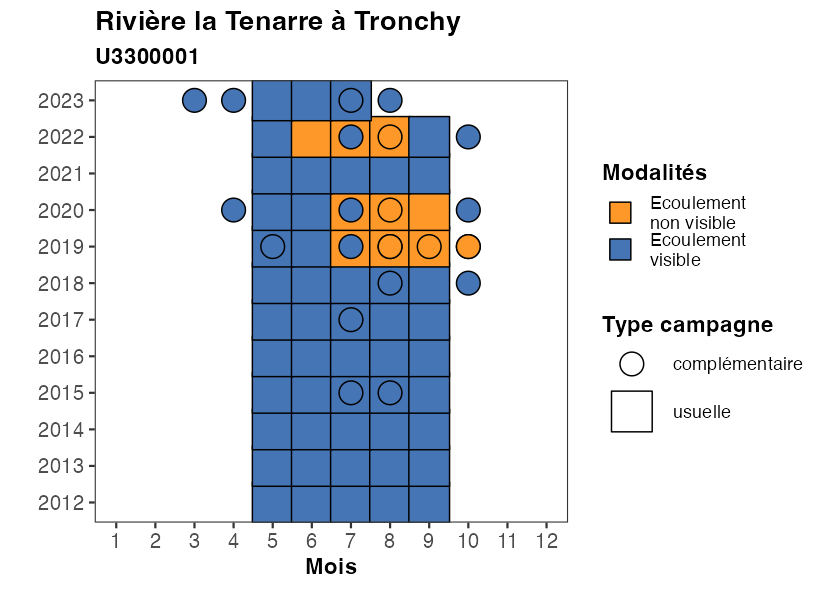 Rivière la Tenarre à Tronchy
U3300001
2023
2022
2021
2020
2019
2018
2017
2016
2015
2014
2013
2012
1 2 3 4 5 6 7 8 9 10 11 12
Mois
Modalités
Ecoulement
non visible
Ecoulement
visible
Type campagne
complémentaire
usuelle